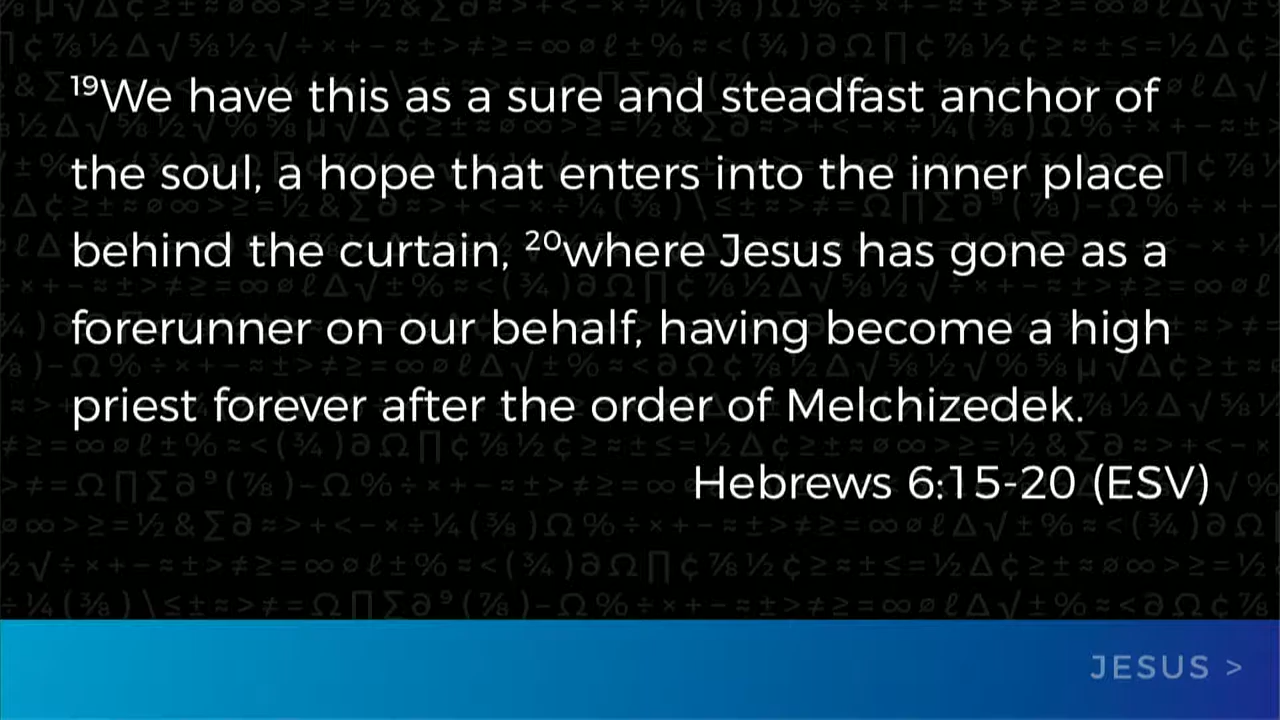 ¹⁹We have this as a sure and steadfast anchor of
the soul, a hope that enters into the inner place
behind the curtain, ²⁰where Jesus has gone as a
forerunner on our behalf, having become a high
priest forever after the order of Melchizedek.
Hebrews 6:15-20 (ESV)
JESUS >